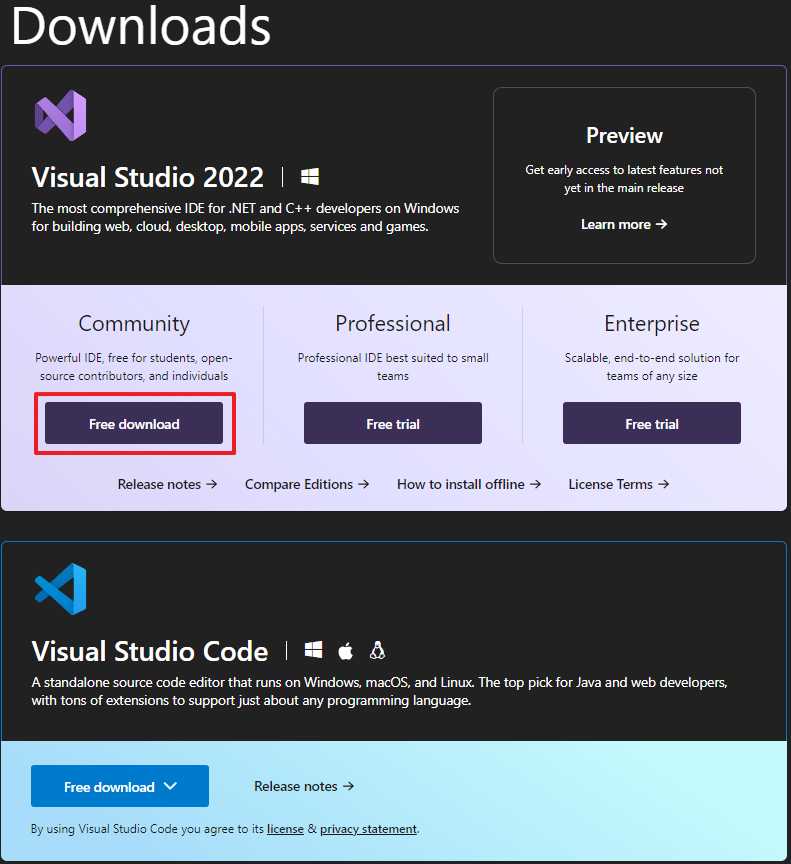 Downloads
Visual Studio 2022
The most comprehensive IDE for .NET and C++ developers on Windows
for building web, cloud, desktop, mobile apps, services and games.
Preview
Get early access to latest features not
yet in the main release
Learn more →
Community
Powerful IDE, free for students, open-
source contributors, and individuals
Free download
Professional
Professional IDE best suited to small
teams
Free trial
Enterprise
Scalable, end-to-end solution for
teams of any size
Free trial
Release notes → Compare Editions → How to install offline → License Terms →
Visual Studio Code
A standalone source code editor that runs on Windows, macOS, and Linux. The top pick for Java and web developers,
with tons of extensions to support just about any programming language.
Free download Release notes →
By using Visual Studio Code you agree to its license & privacy statement.